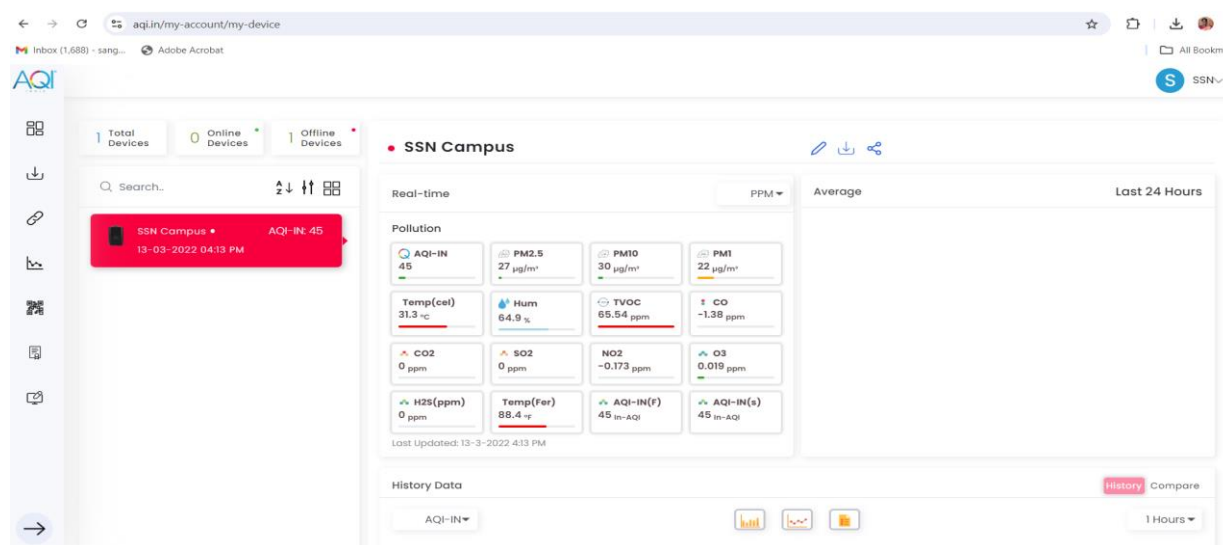 aqi.in/my-account/my-device
Inbox (1,688) - sang... Adobe Acrobat All Bookm
AQI
S SSN
1 Total Devices 0 Online Devices 1 Offline Devices
SSN Campus
Search..
SSN Campus AQI-IN: 45
13-03-2022 04:13 PM
Real-time PPM
Pollution
AQI-IN PM2.5 PM10 PM1
45 27 µg/m³ 30 µg/m³ 22 µg/m³
Temp(cel) Hum TVOC CO
31.3 °C 64.9 % 65.54 ppm -1.38 ppm
CO2 SO2 NO2 O3
0 ppm 0 ppm -0.173 ppm 0.019 ppm
H2S(ppm) Temp(Fer) AQI-IN(F) AQI-IN(s)
0 ppm 88.4 °F 45 In-AQI 45 In-AQI
Last Updated: 13-3-2022 4:13 PM
Average Last 24 Hours
History Data History Compare
AQI-IN 1 Hours